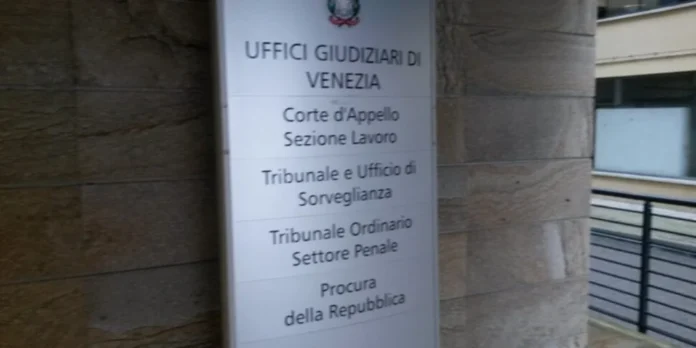 UFFICI GIUDIZIARI DI
VENEZIA
Corte d'Appello
Sezione Lavoro
Tribunale e Ufficio di
Sorveglianza
Tribunale Ordinario
Settore Penale
Procura
della Repubblica